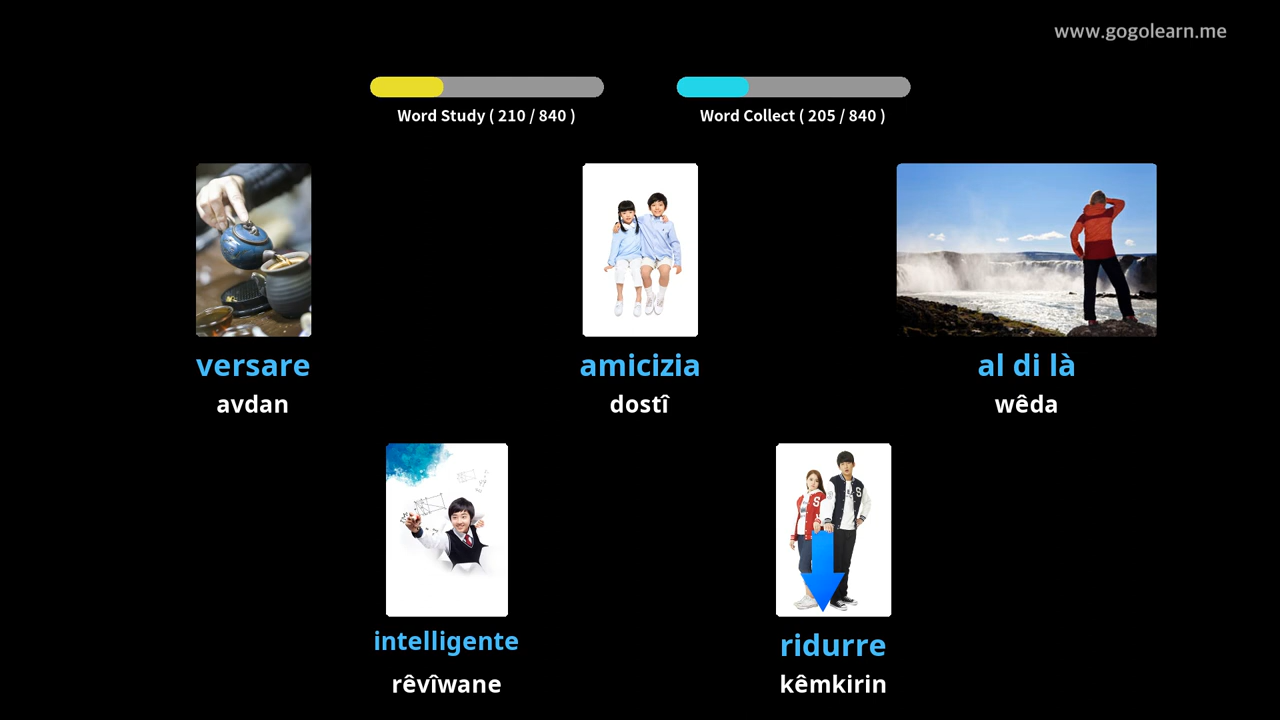 www.gogolearn.me
Word Study ( 210 / 840 )
Word Collect ( 205 / 840 )
versare
amicizia
al di là
avdan
dostî
wêda
intelligente
ridurre
rêvîwane
kêmkirin